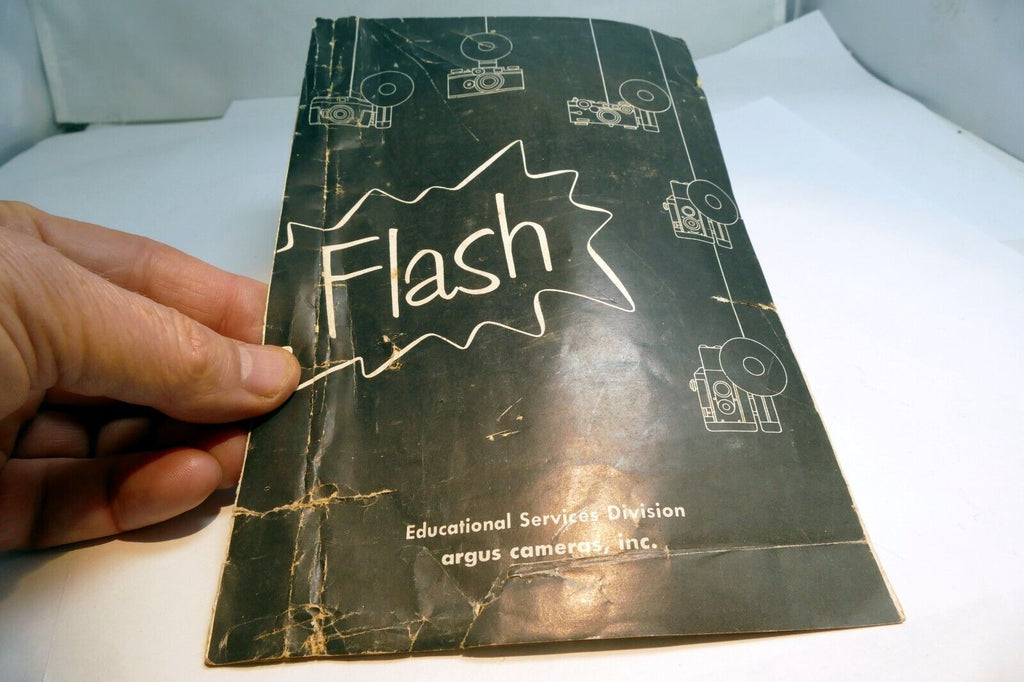 Flash
Educational Services Division
argus cameras, inc.